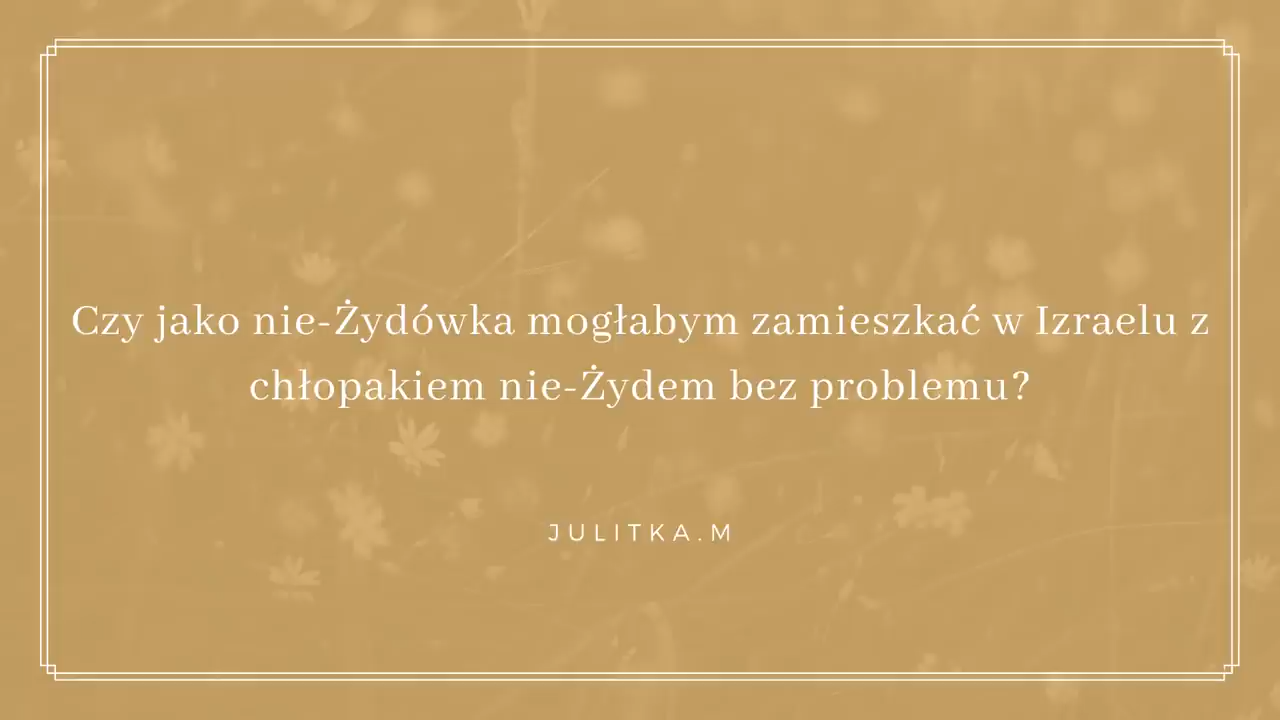 Czy jako nie-Żydówka mogłabym zamieszkać w Izraelu z
chłopakiem nie-Żydem bez problemu?
JULITKA.M